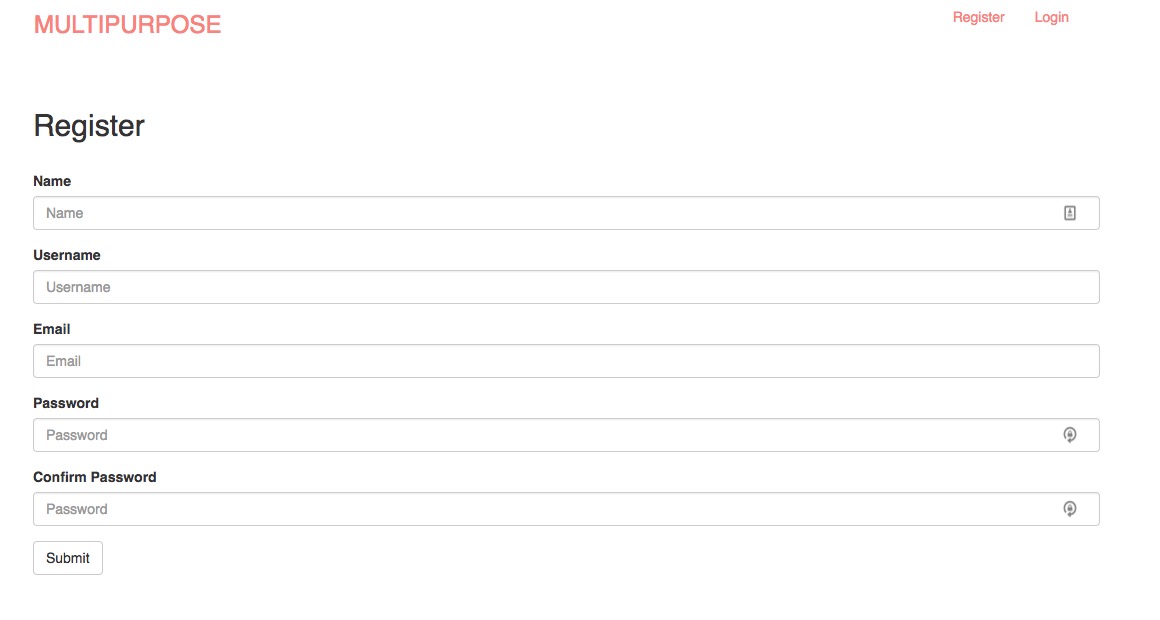 MULTIPURPOSE
Register Login
Register
Name
Name
Username
Username
Email
Email
Password
Password
Confirm Password
Password
Submit